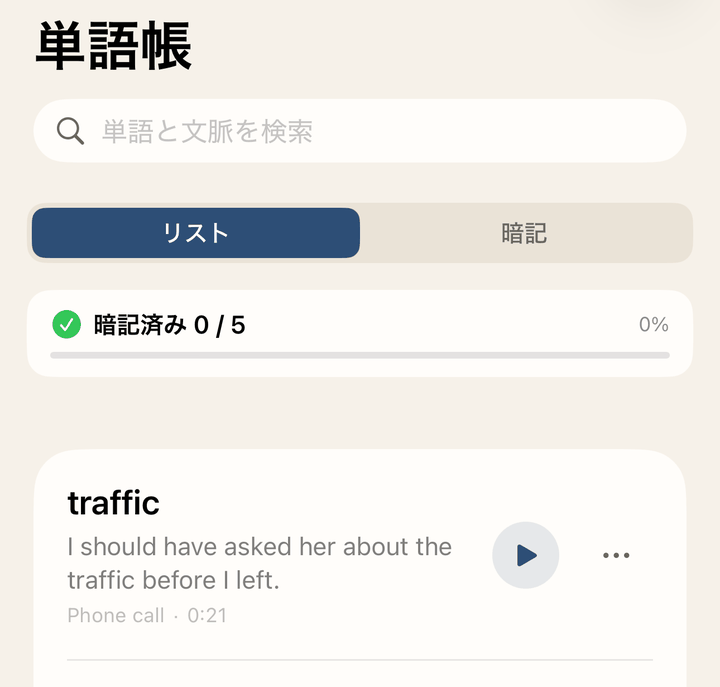 単語帳
単語と文脈を検索
リスト
暗記
暗記済み 0 / 5
0%
traffic
I should have asked her about the
traffic before I left.
Phone call · 0:21